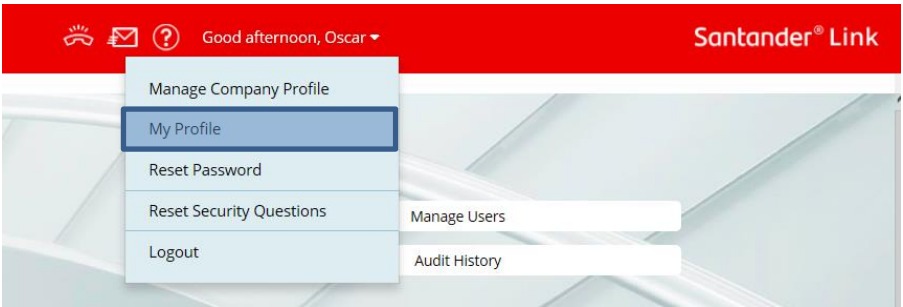 Good afternoon, Oscar
Santander® Link
Manage Company Profile
My Profile
Reset Password
Reset Security Questions
Manage Users
Logout
Audit History